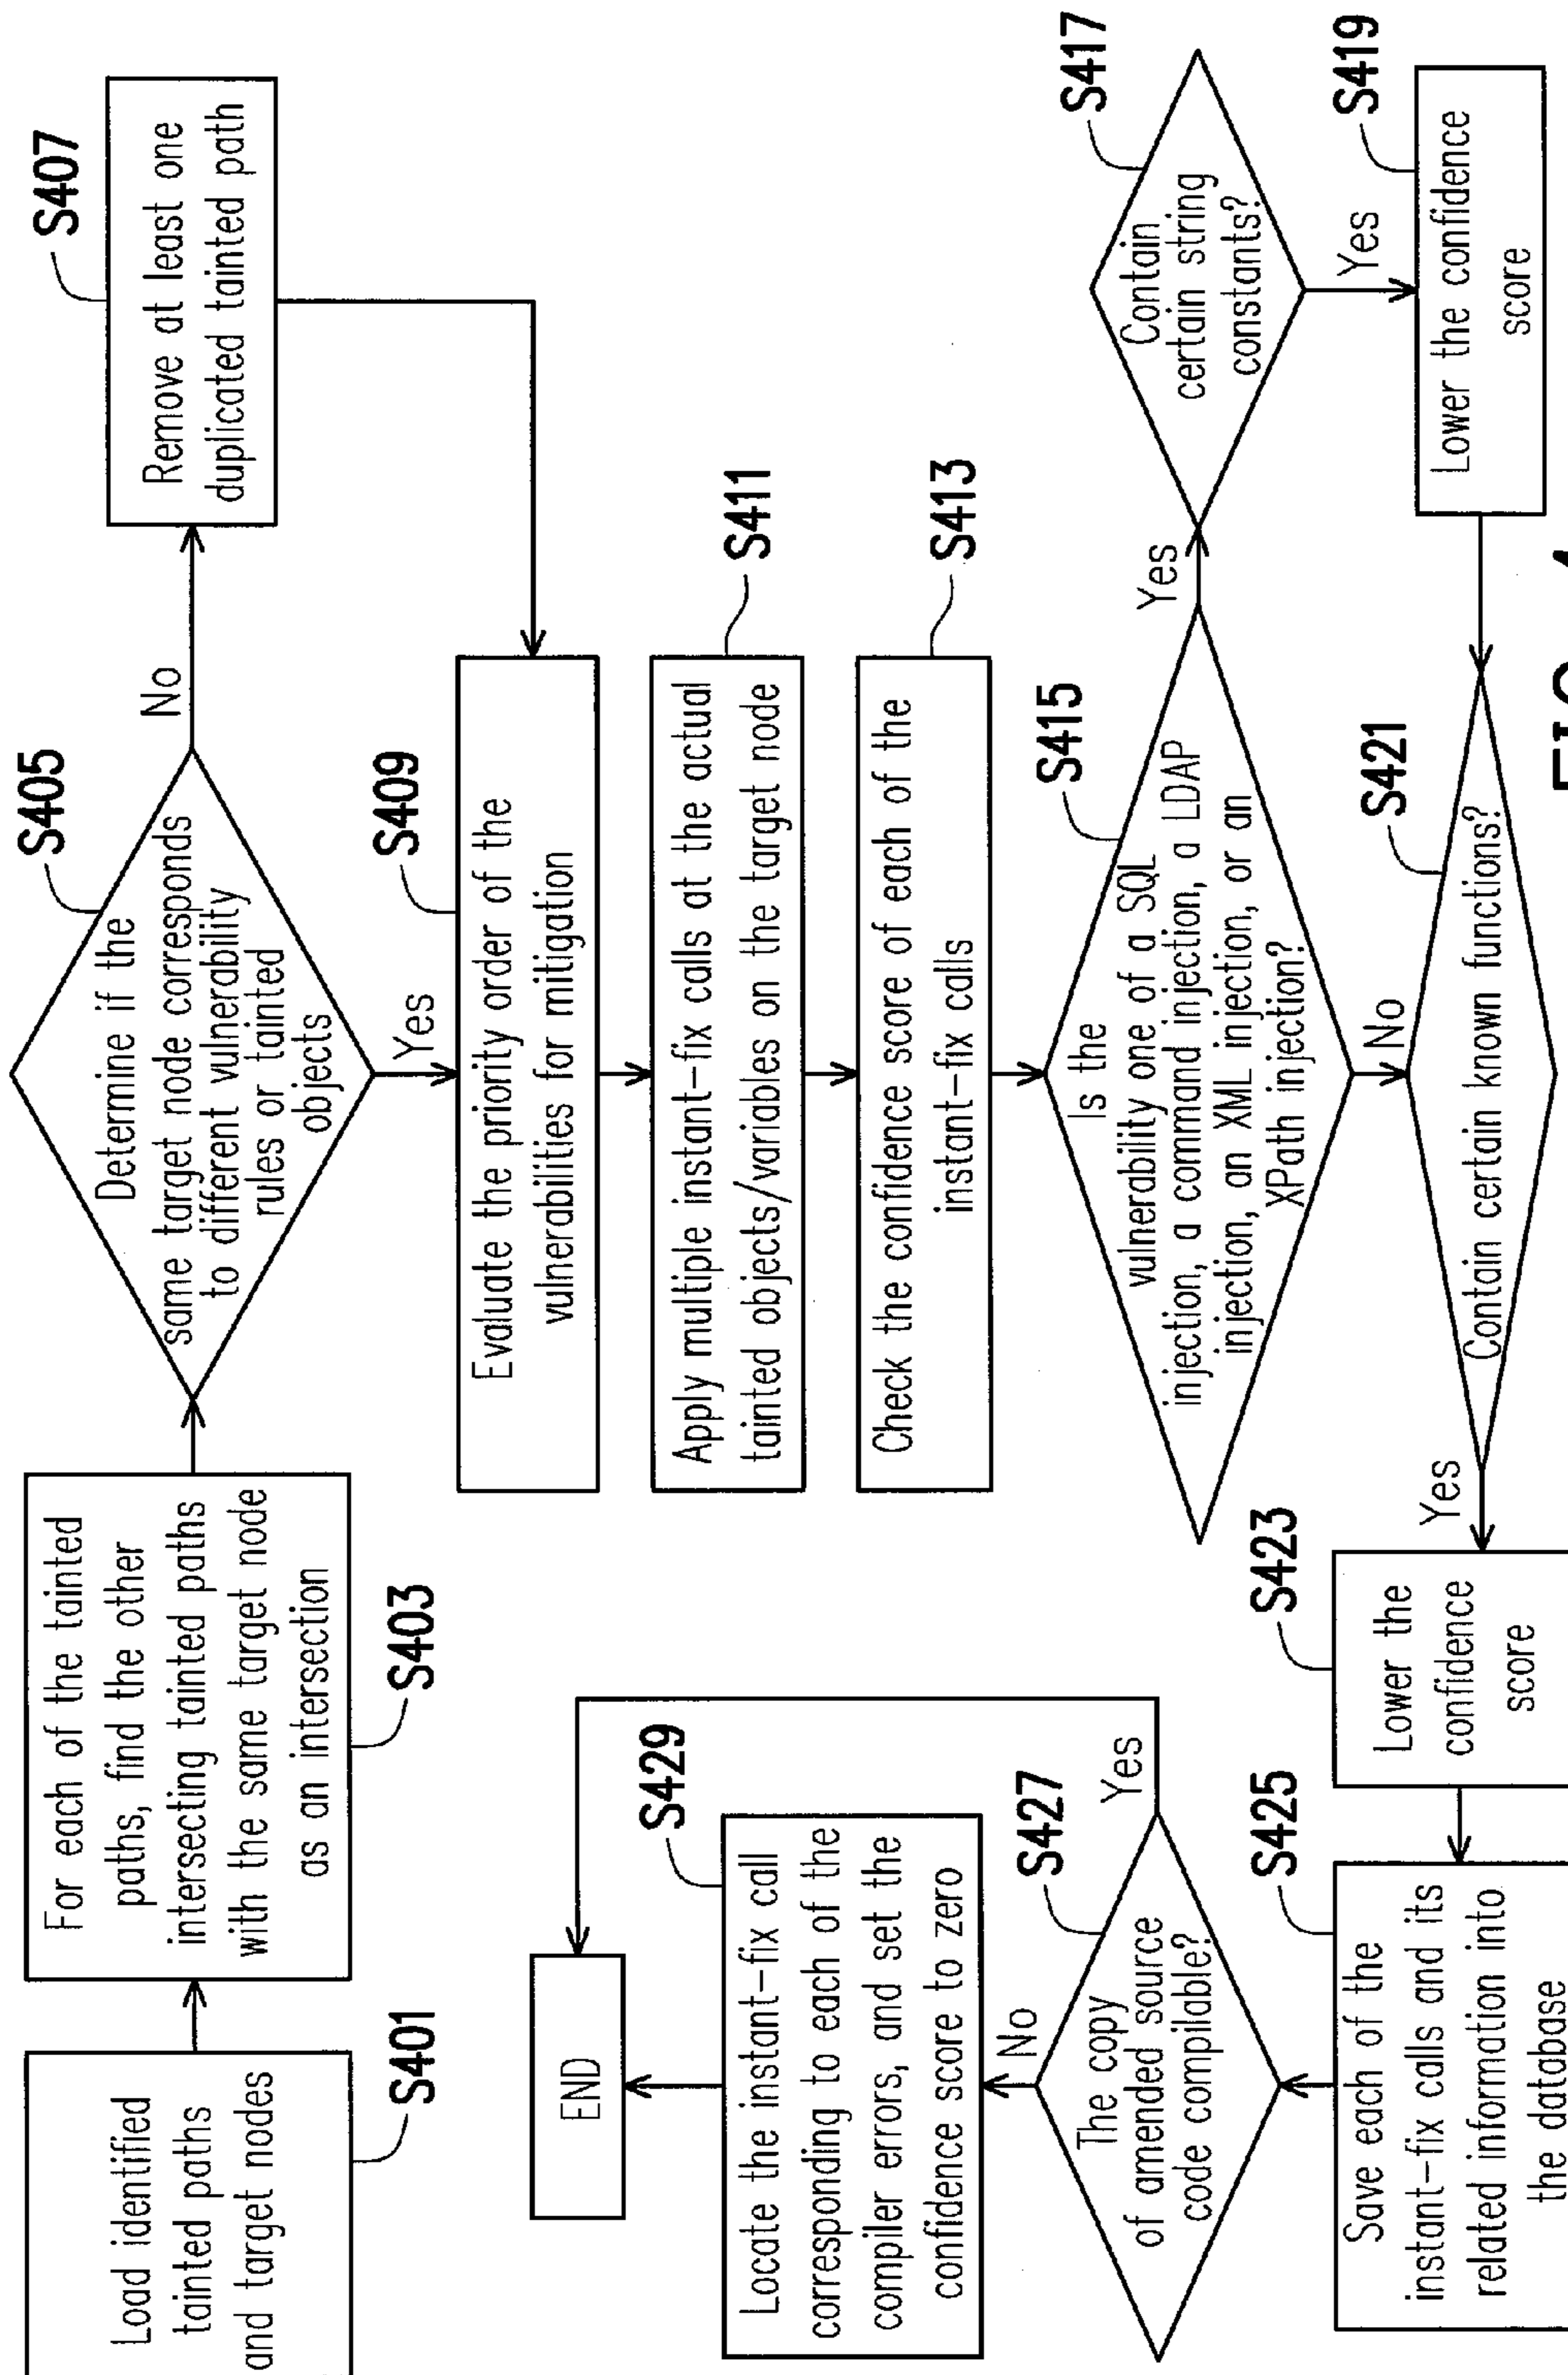 Load identified
tainted paths
and target nodes
S401
For each of the tainted
paths, find the other
intersecting tainted paths
with the same target node
as an intersection
S403
Determine if the
same target node corresponds
to different vulnerability
rules or tainted
objects
S405
No
Yes
Remove at least one
duplicated tainted path
S407
Evaluate the priority order of the
vulnerabilities for mitigation
S409
Apply multiple instant-fix calls at the actual
tainted objects/variables on the target node
S411
Check the confidence score of each of the
instant-fix calls
S413
Is the
vulnerability one of a SQL
injection, a command injection, a LDAP
injection, an XML injection, or an
XPath injection?
S415
Yes
No
Contain
certain string
constants?
S417
Yes
Lower the confidence
score
S419
Contain certain known functions?
S421
Yes
Lower the
confidence
score
S423
Save each of the
instant-fix calls and its
related information into
the database
S425
The copy
of amended source
code compilable?
S427
Yes
No
Locate the instant-fix call
corresponding to each of the
compiler errors, and set the
confidence score to zero
S429
END